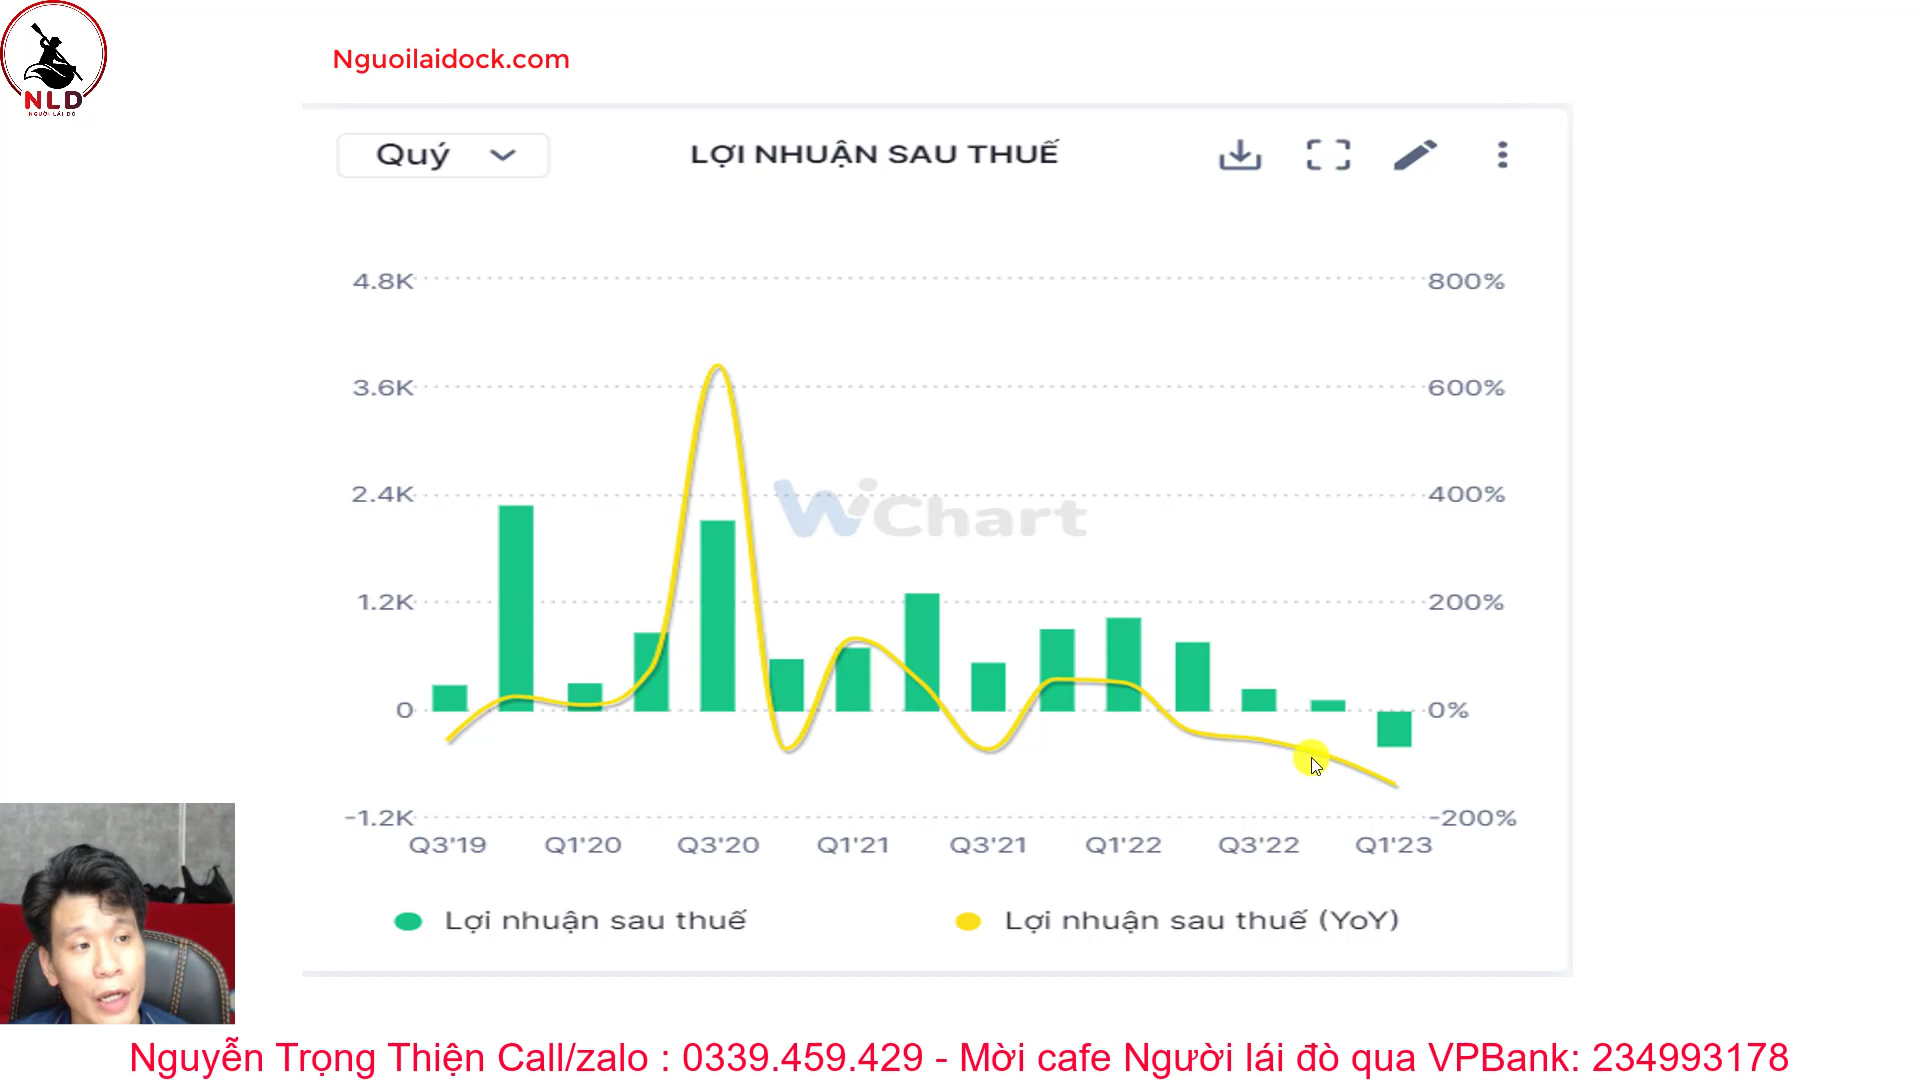 NLD
NGƯỜI LÁI ĐÒ
Nguoilaidock.com
Quý
LỢI NHUẬN SAU THUẾ
4.8K
800%
3.6K
600%
WiChart
2.4K
400%
1.2K
200%
0
0%
-1.2K
-200%
Q3'19 Q1'20 Q3'20 Q1'21 Q3'21 Q1'22 Q3'22 Q1'23
Lợi nhuận sau thuế
Lợi nhuận sau thuế (YoY)
Nguyễn Trọng Thiện Call/zalo : 0339.459.429 - Mời cafe Người lái đò qua VPBank: 234993178